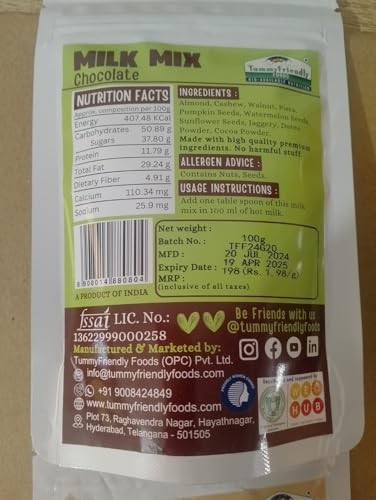 MILK MIX
Chocolate
TummyFriendly
FOODS
NUTRITION FACTS
Approx. composition per 100g
Energy 407.48 KCal
Carbohydrates 50.89 g
Sugars 37.80 g
Protein 11.79 g
Total Fat 29.24 g
Dietary Fiber 4.91 g
Calcium 110.34 mg
Sodium 25.9 mg
8908014880804
A PRODUCT OF INDIA
INGREDIENTS :
Almond, Cashew, Walnut, Pista,
Pumpkin Seeds, Watermelon Seeds,
Sunflower Seeds, Jaggery, Dates
Powder, Cocoa Powder.
Made with high quality premium
ingredients. No harmful stuff.
ALLERGEN ADVICE :
Contains Nuts, Seeds.
USAGE INSTRUCTIONS :
Add one table spoon of this milk
mix in 100 ml of hot milk.
Net weight : 100g
Batch No. : TFF24G20
MFD : 20 JUL 2024
Expiry Date : 19 APR 2025
MRP : 198 (Rs. 1.98/g)
(inclusive of all taxes)
fssai LIC. No.:
13622999000258
Be Friends with us
@tummyfriendlyfoods
Manufactured & Marketed by:
TummyFriendly Foods (OPC) Pvt. Ltd.
info@tummyfriendlyfoods.com
+91 9008424849
www.tummyfriendlyfoods.com
Plot 73, Raghavendra Nagar, Hayathnagar,
Hyderabad, Telangana - 501505
WE
HUB